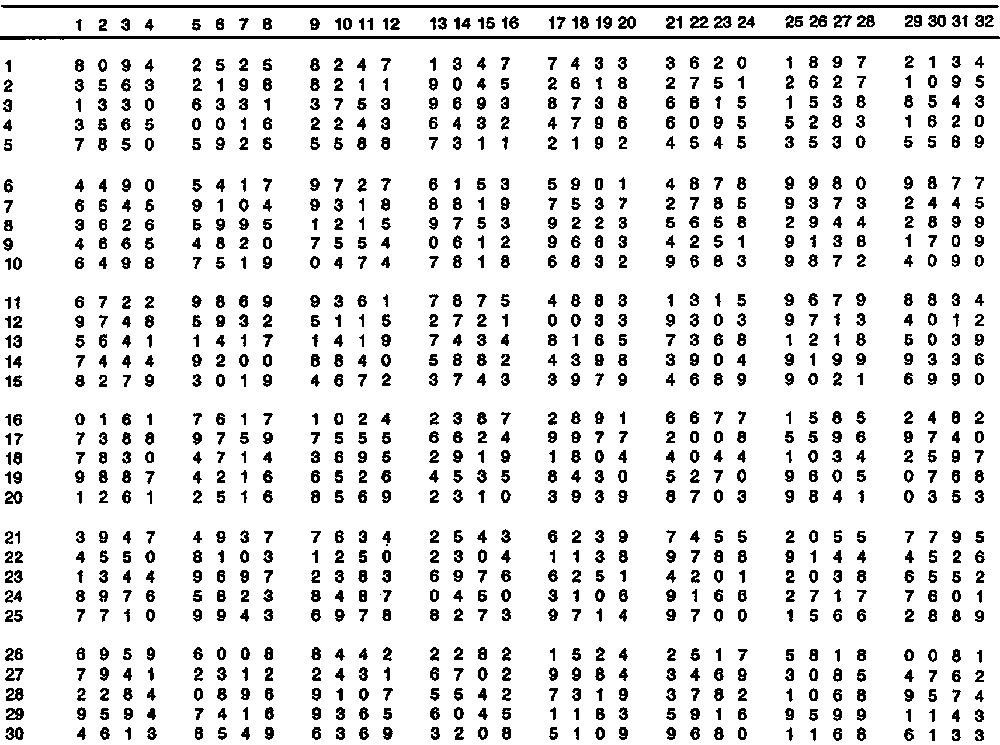 1 2 3 4 5 6 7 8 9 10 11 12 13 14 15 16 17 18 19 20 21 22 23 24 25 26 27 28 29 30 31 32
1 8 0 9 4 2 5 2 5 8 2 4 7 1 3 4 7 7 4 3 3 3 6 2 0 1 8 9 7 2 1 3 4
2 3 5 6 3 2 1 9 8 8 2 1 1 9 0 4 5 2 6 1 8 2 7 5 1 2 6 2 7 1 0 9 5
3 1 3 3 0 6 3 3 1 3 7 5 3 9 6 9 3 8 7 3 8 6 8 1 5 1 5 3 8 8 5 4 3
4 3 5 6 5 0 0 1 6 2 2 4 3 6 4 3 2 4 7 9 6 6 0 9 5 5 2 8 3 1 6 2 0
5 7 8 5 0 5 9 2 6 5 5 8 8 7 3 1 1 2 1 9 2 4 5 4 5 3 5 3 0 5 5 8 9
6 4 4 9 0 5 4 1 7 9 7 2 7 6 1 5 3 5 9 0 1 4 8 7 8 9 9 8 0 9 8 7 7
7 6 5 4 5 9 1 0 4 9 3 1 8 8 8 1 9 7 5 3 7 2 7 8 5 9 3 7 3 2 4 4 5
8 3 6 2 6 5 9 9 5 1 2 1 5 9 7 5 3 9 2 2 3 5 6 5 8 2 9 4 4 2 8 9 9
9 4 6 6 5 4 8 2 0 7 5 5 4 0 6 1 2 9 6 8 3 4 2 5 1 9 1 3 8 1 7 0 9
10 6 4 9 8 7 5 1 9 0 4 7 4 7 8 1 8 6 8 3 2 9 6 8 3 9 8 7 2 4 0 9 0
11 6 7 2 2 9 8 6 9 9 3 6 1 7 8 7 5 4 8 8 3 1 3 1 5 9 6 7 9 8 8 3 4
12 9 7 4 8 5 9 3 2 5 1 1 5 2 7 2 1 0 0 3 3 9 3 0 3 9 7 1 3 4 0 1 2
13 5 6 4 1 1 4 1 7 1 4 1 9 7 4 3 4 8 1 6 5 7 3 6 8 1 2 1 8 5 0 3 9
14 7 4 4 4 9 2 0 0 8 8 4 0 5 8 8 2 4 3 9 8 3 9 0 4 9 1 9 9 9 3 3 6
15 8 2 7 9 3 0 1 9 4 6 7 2 3 7 4 3 3 9 7 9 4 6 8 9 9 0 2 1 6 9 9 0
16 0 1 6 1 7 6 1 7 1 0 2 4 2 3 8 7 2 8 9 1 6 6 7 7 1 5 8 5 2 4 8 2
17 7 3 8 8 9 7 5 9 7 5 5 5 6 6 2 4 9 9 7 7 2 0 0 8 5 5 9 6 9 7 4 0
18 7 8 3 0 4 7 1 4 3 6 9 5 2 9 1 9 1 8 0 4 4 0 4 4 1 0 3 4 2 5 9 7
19 9 8 8 7 4 2 1 6 6 5 2 6 4 5 3 5 8 4 3 0 5 2 7 0 9 6 0 5 0 7 6 8
20 1 2 6 1 2 5 1 6 8 5 6 9 2 3 1 0 3 9 3 9 8 7 0 3 9 8 4 1 0 3 5 3
21 3 9 4 7 4 9 3 7 7 6 3 4 2 5 4 3 6 2 3 9 7 4 5 5 2 0 5 5 7 7 9 5
22 4 5 5 0 8 1 0 3 1 2 5 0 2 3 0 4 1 1 3 8 9 7 8 8 9 1 4 4 4 5 2 6
23 1 3 4 4 9 6 9 7 2 3 8 3 6 9 7 6 6 2 5 1 4 2 0 1 2 0 3 8 6 5 5 2
24 8 9 7 6 5 8 2 3 8 4 8 7 0 4 5 0 3 1 0 6 9 1 6 6 2 7 1 7 7 6 0 1
25 7 7 1 0 9 9 4 3 6 9 7 8 8 2 7 3 9 7 1 4 9 7 0 0 1 5 6 6 2 8 8 9
26 6 9 5 9 6 0 0 8 8 4 4 2 2 2 8 2 1 5 2 4 2 5 1 7 5 8 1 8 0 0 8 1
27 7 9 4 1 2 3 1 2 2 4 3 1 6 7 0 2 9 9 8 4 3 4 6 9 3 0 8 5 4 7 6 2
28 2 2 8 4 0 8 9 6 9 1 0 7 5 5 4 2 7 3 1 9 3 7 8 2 1 0 6 8 9 5 7 4
29 9 5 9 4 7 4 1 6 9 3 6 5 6 0 4 5 1 1 8 3 5 9 1 6 9 5 9 9 1 1 4 3
30 4 6 1 3 8 5 4 9 6 3 6 9 3 2 0 8 5 1 0 9 9 6 8 0 1 1 6 8 6 1 3 3